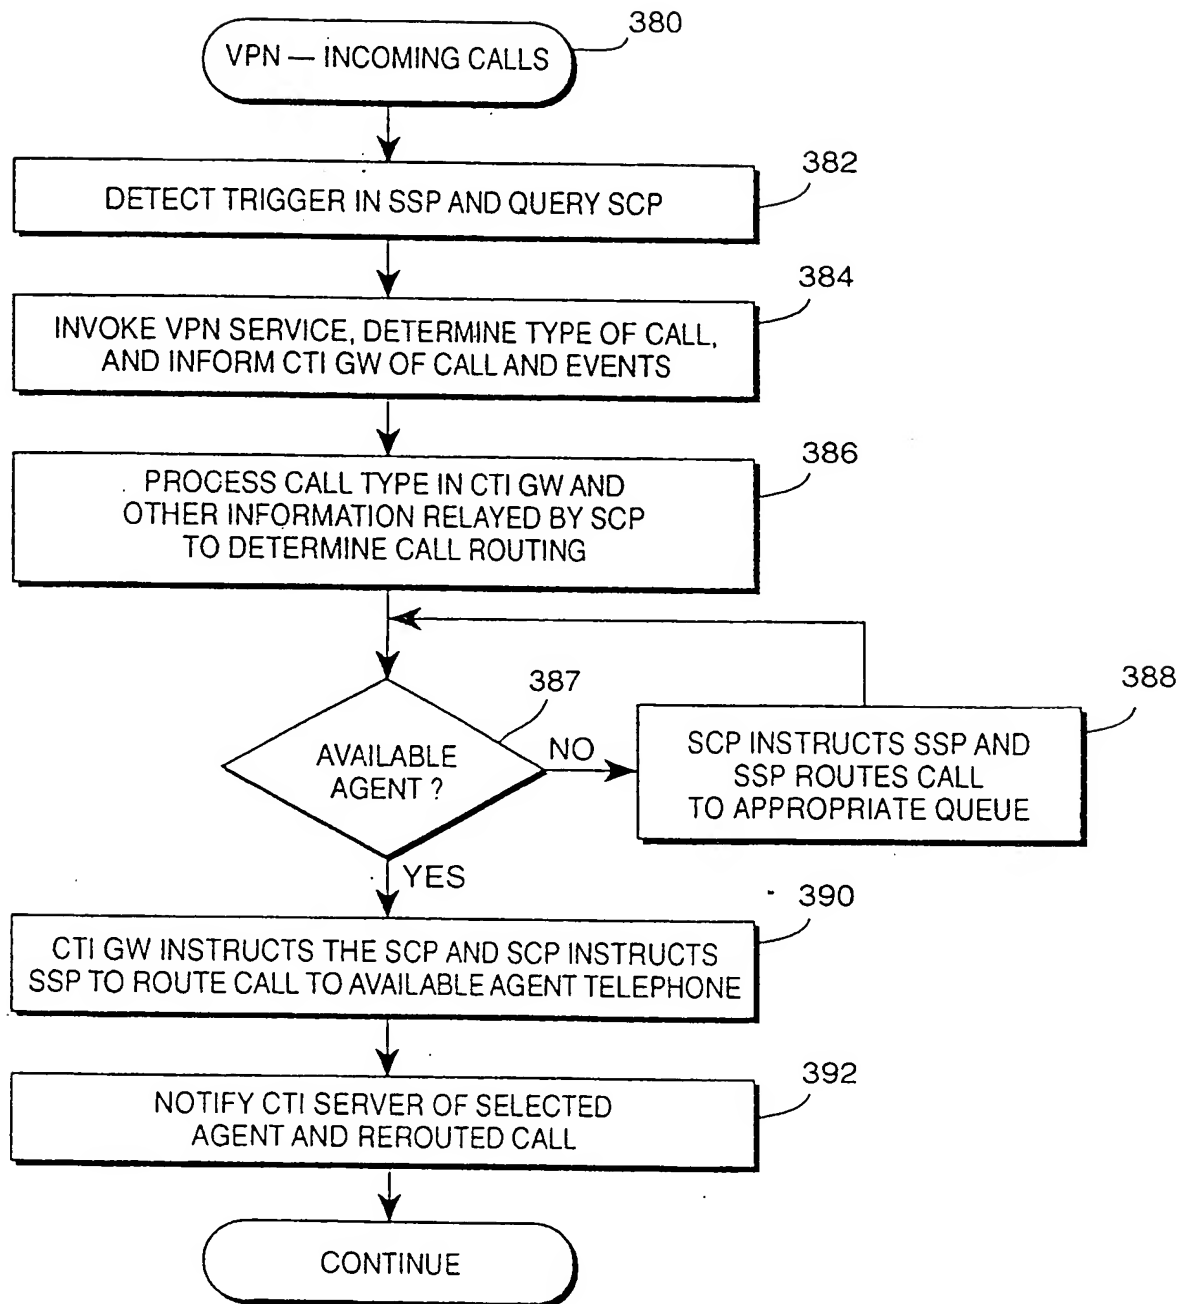 380
VPN — INCOMING CALLS
382
DETECT TRIGGER IN SSP AND QUERY SCP
384
INVOKE VPN SERVICE, DETERMINE TYPE OF CALL,
AND INFORM CTI GW OF CALL AND EVENTS
386
PROCESS CALL TYPE IN CTI GW AND
OTHER INFORMATION RELAYED BY SCP
TO DETERMINE CALL ROUTING
387
388
AVAILABLE
AGENT ?
NO
SCP INSTRUCTS SSP AND
SSP ROUTES CALL
TO APPROPRIATE QUEUE
YES
390
CTI GW INSTRUCTS THE SCP AND SCP INSTRUCTS
SSP TO ROUTE CALL TO AVAILABLE AGENT TELEPHONE
392
NOTIFY CTI SERVER OF SELECTED
AGENT AND REROUTED CALL
CONTINUE